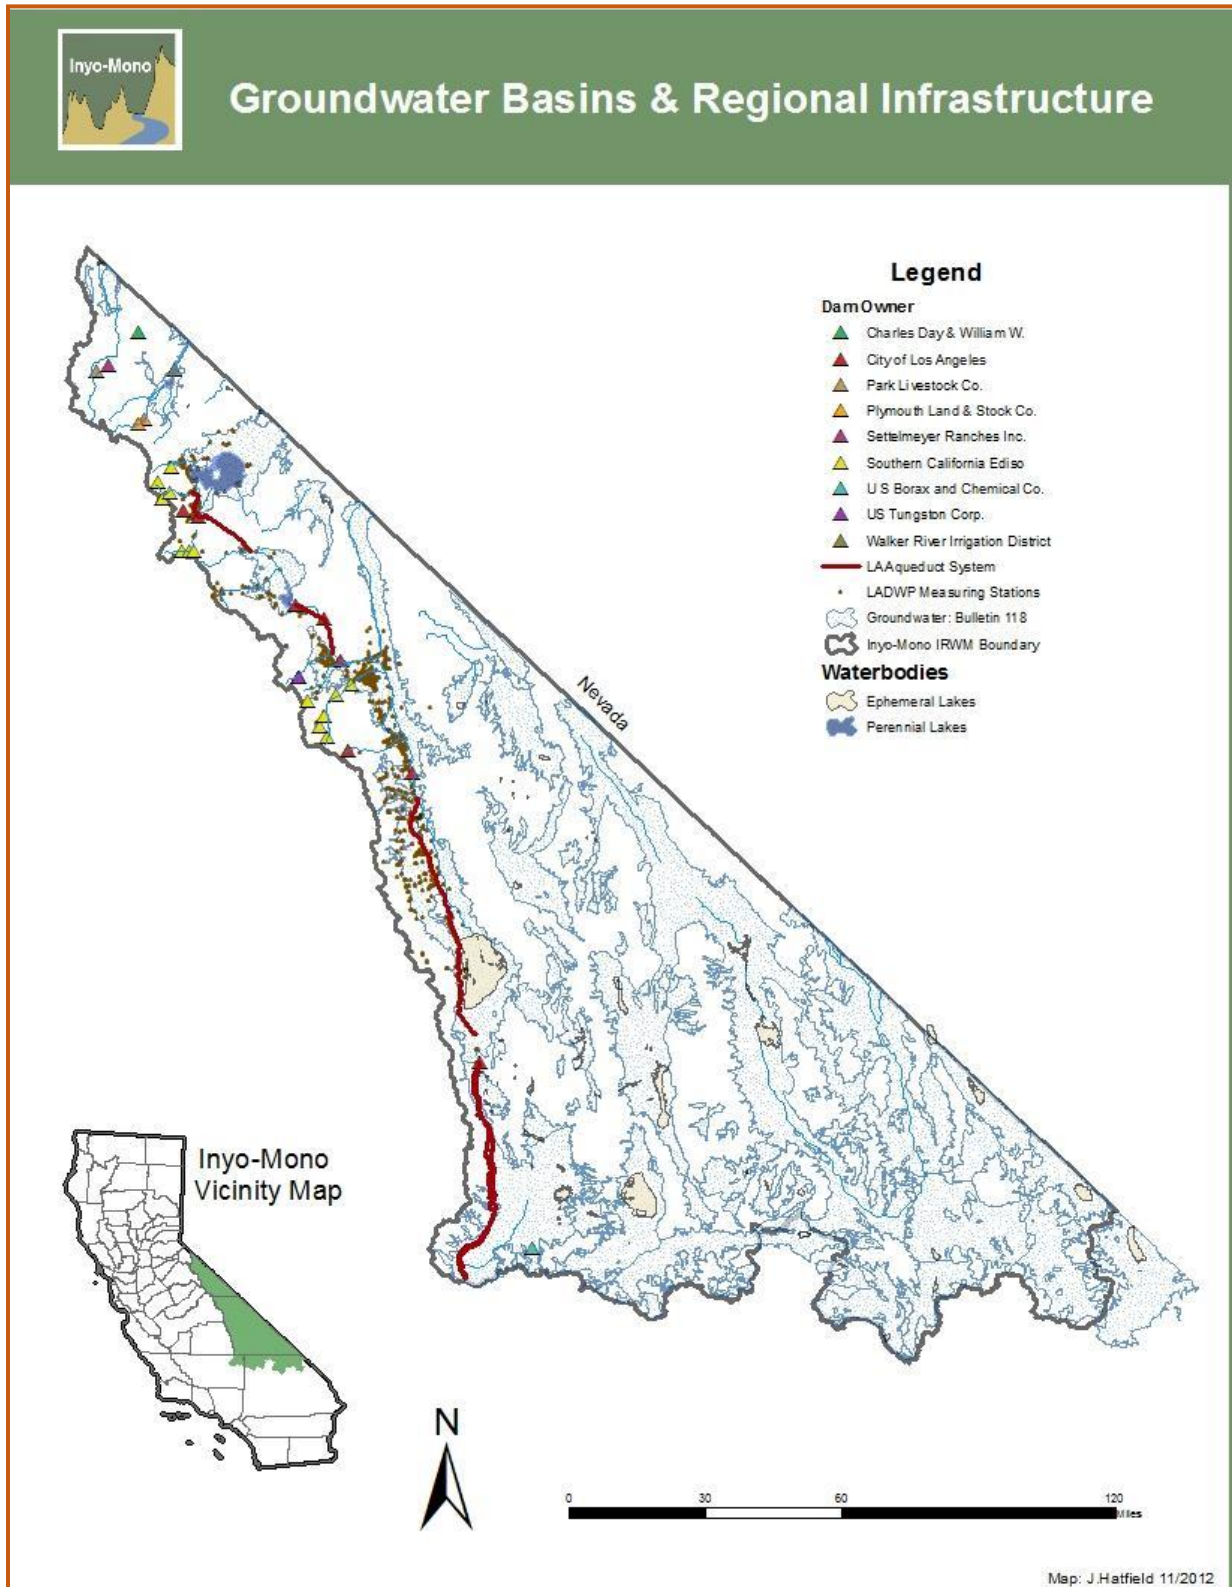 Inyo-Mono
Groundwater Basins & Regional Infrastructure
Legend
Dam Owner
Charles Day & William W.
City of Los Angeles
Park Livestock Co.
Plymouth Land & Stock Co.
Settelmeyer Ranches Inc.
Southern California Ediso
U S Borax and Chemical Co.
US Tungston Corp.
Walker River Irrigation District
LA Aqueduct System
LADWP Measuring Stations
Groundwater: Bulletin 118
Inyo-Mono IRWM Boundary
Waterbodies
Ephemeral Lakes
Perennial Lakes
Nevada
Inyo-Mono
Vicinity Map
N
0 30 60 120
Miles
Map: J.Hatfield 11/2012